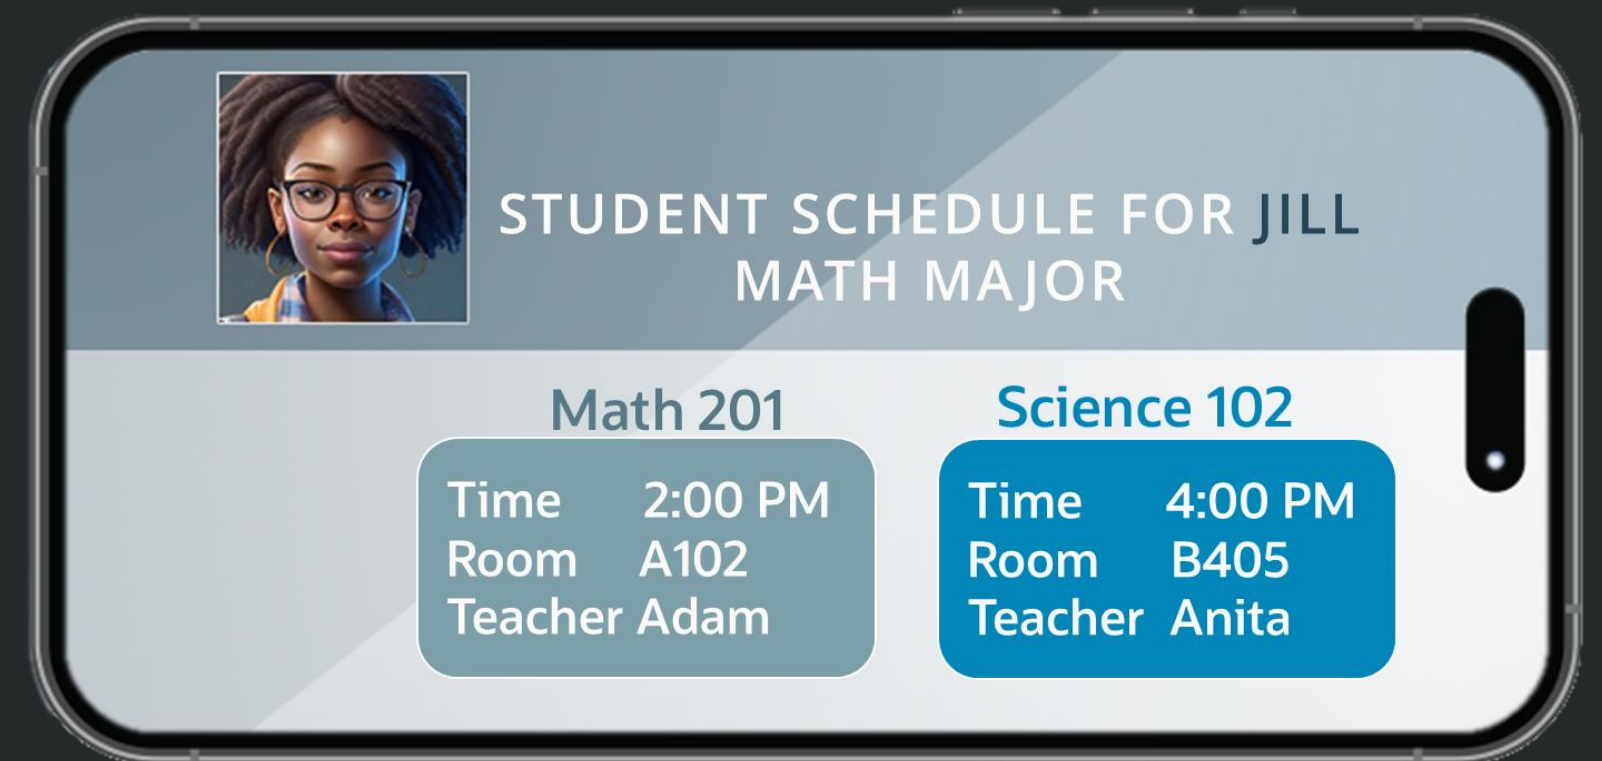 STUDENT SCHEDULE FOR JILL
MATH MAJOR
Math 201
Time 2:00 PM
Room A102
Teacher Adam
Science 102
Time 4:00 PM
Room B405
Teacher Anita